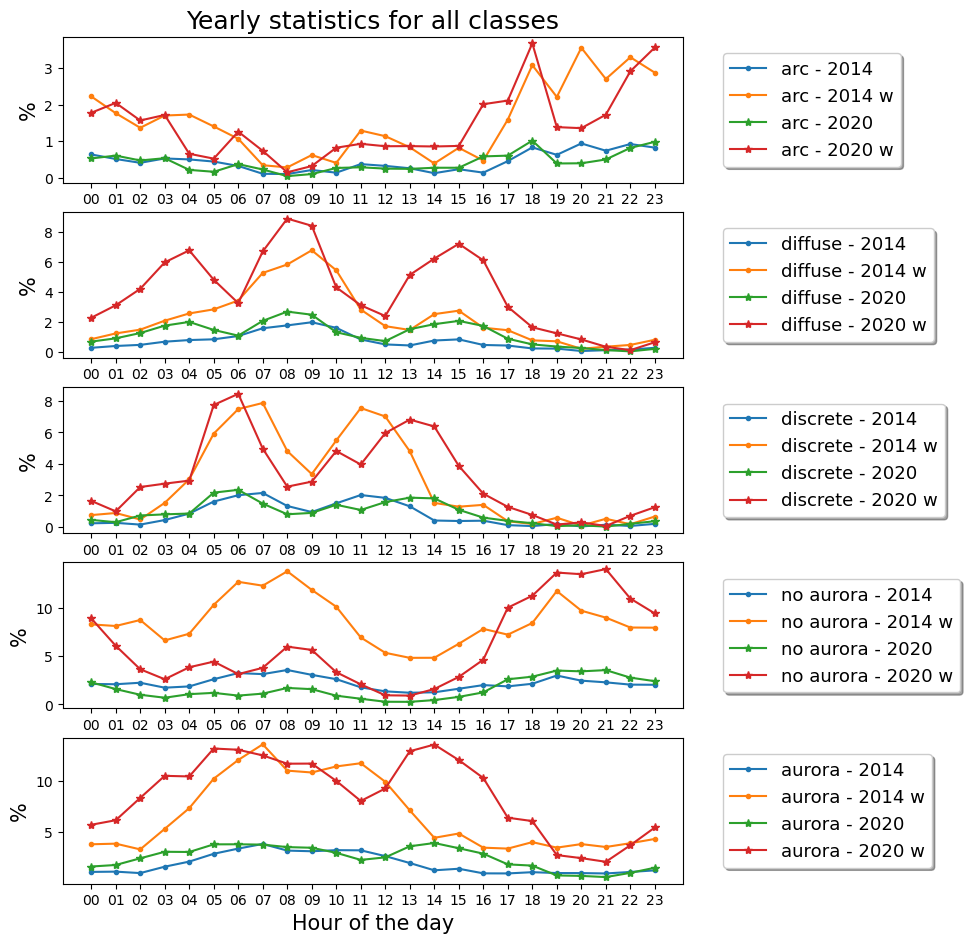 Yearly statistics for all classes
3
2
1
0
%
00 01 02 03 04 05 06 07 08 09 10 11 12 13 14 15 16 17 18 19 20 21 22 23
arc - 2014
arc - 2014 w
arc - 2020
arc - 2020 w
8
6
4
2
0
%
00 01 02 03 04 05 06 07 08 09 10 11 12 13 14 15 16 17 18 19 20 21 22 23
diffuse - 2014
diffuse - 2014 w
diffuse - 2020
diffuse - 2020 w
8
6
4
2
0
%
00 01 02 03 04 05 06 07 08 09 10 11 12 13 14 15 16 17 18 19 20 21 22 23
discrete - 2014
discrete - 2014 w
discrete - 2020
discrete - 2020 w
10
5
0
%
00 01 02 03 04 05 06 07 08 09 10 11 12 13 14 15 16 17 18 19 20 21 22 23
no aurora - 2014
no aurora - 2014 w
no aurora - 2020
no aurora - 2020 w
10
5
%
00 01 02 03 04 05 06 07 08 09 10 11 12 13 14 15 16 17 18 19 20 21 22 23
aurora - 2014
aurora - 2014 w
aurora - 2020
aurora - 2020 w
Hour of the day